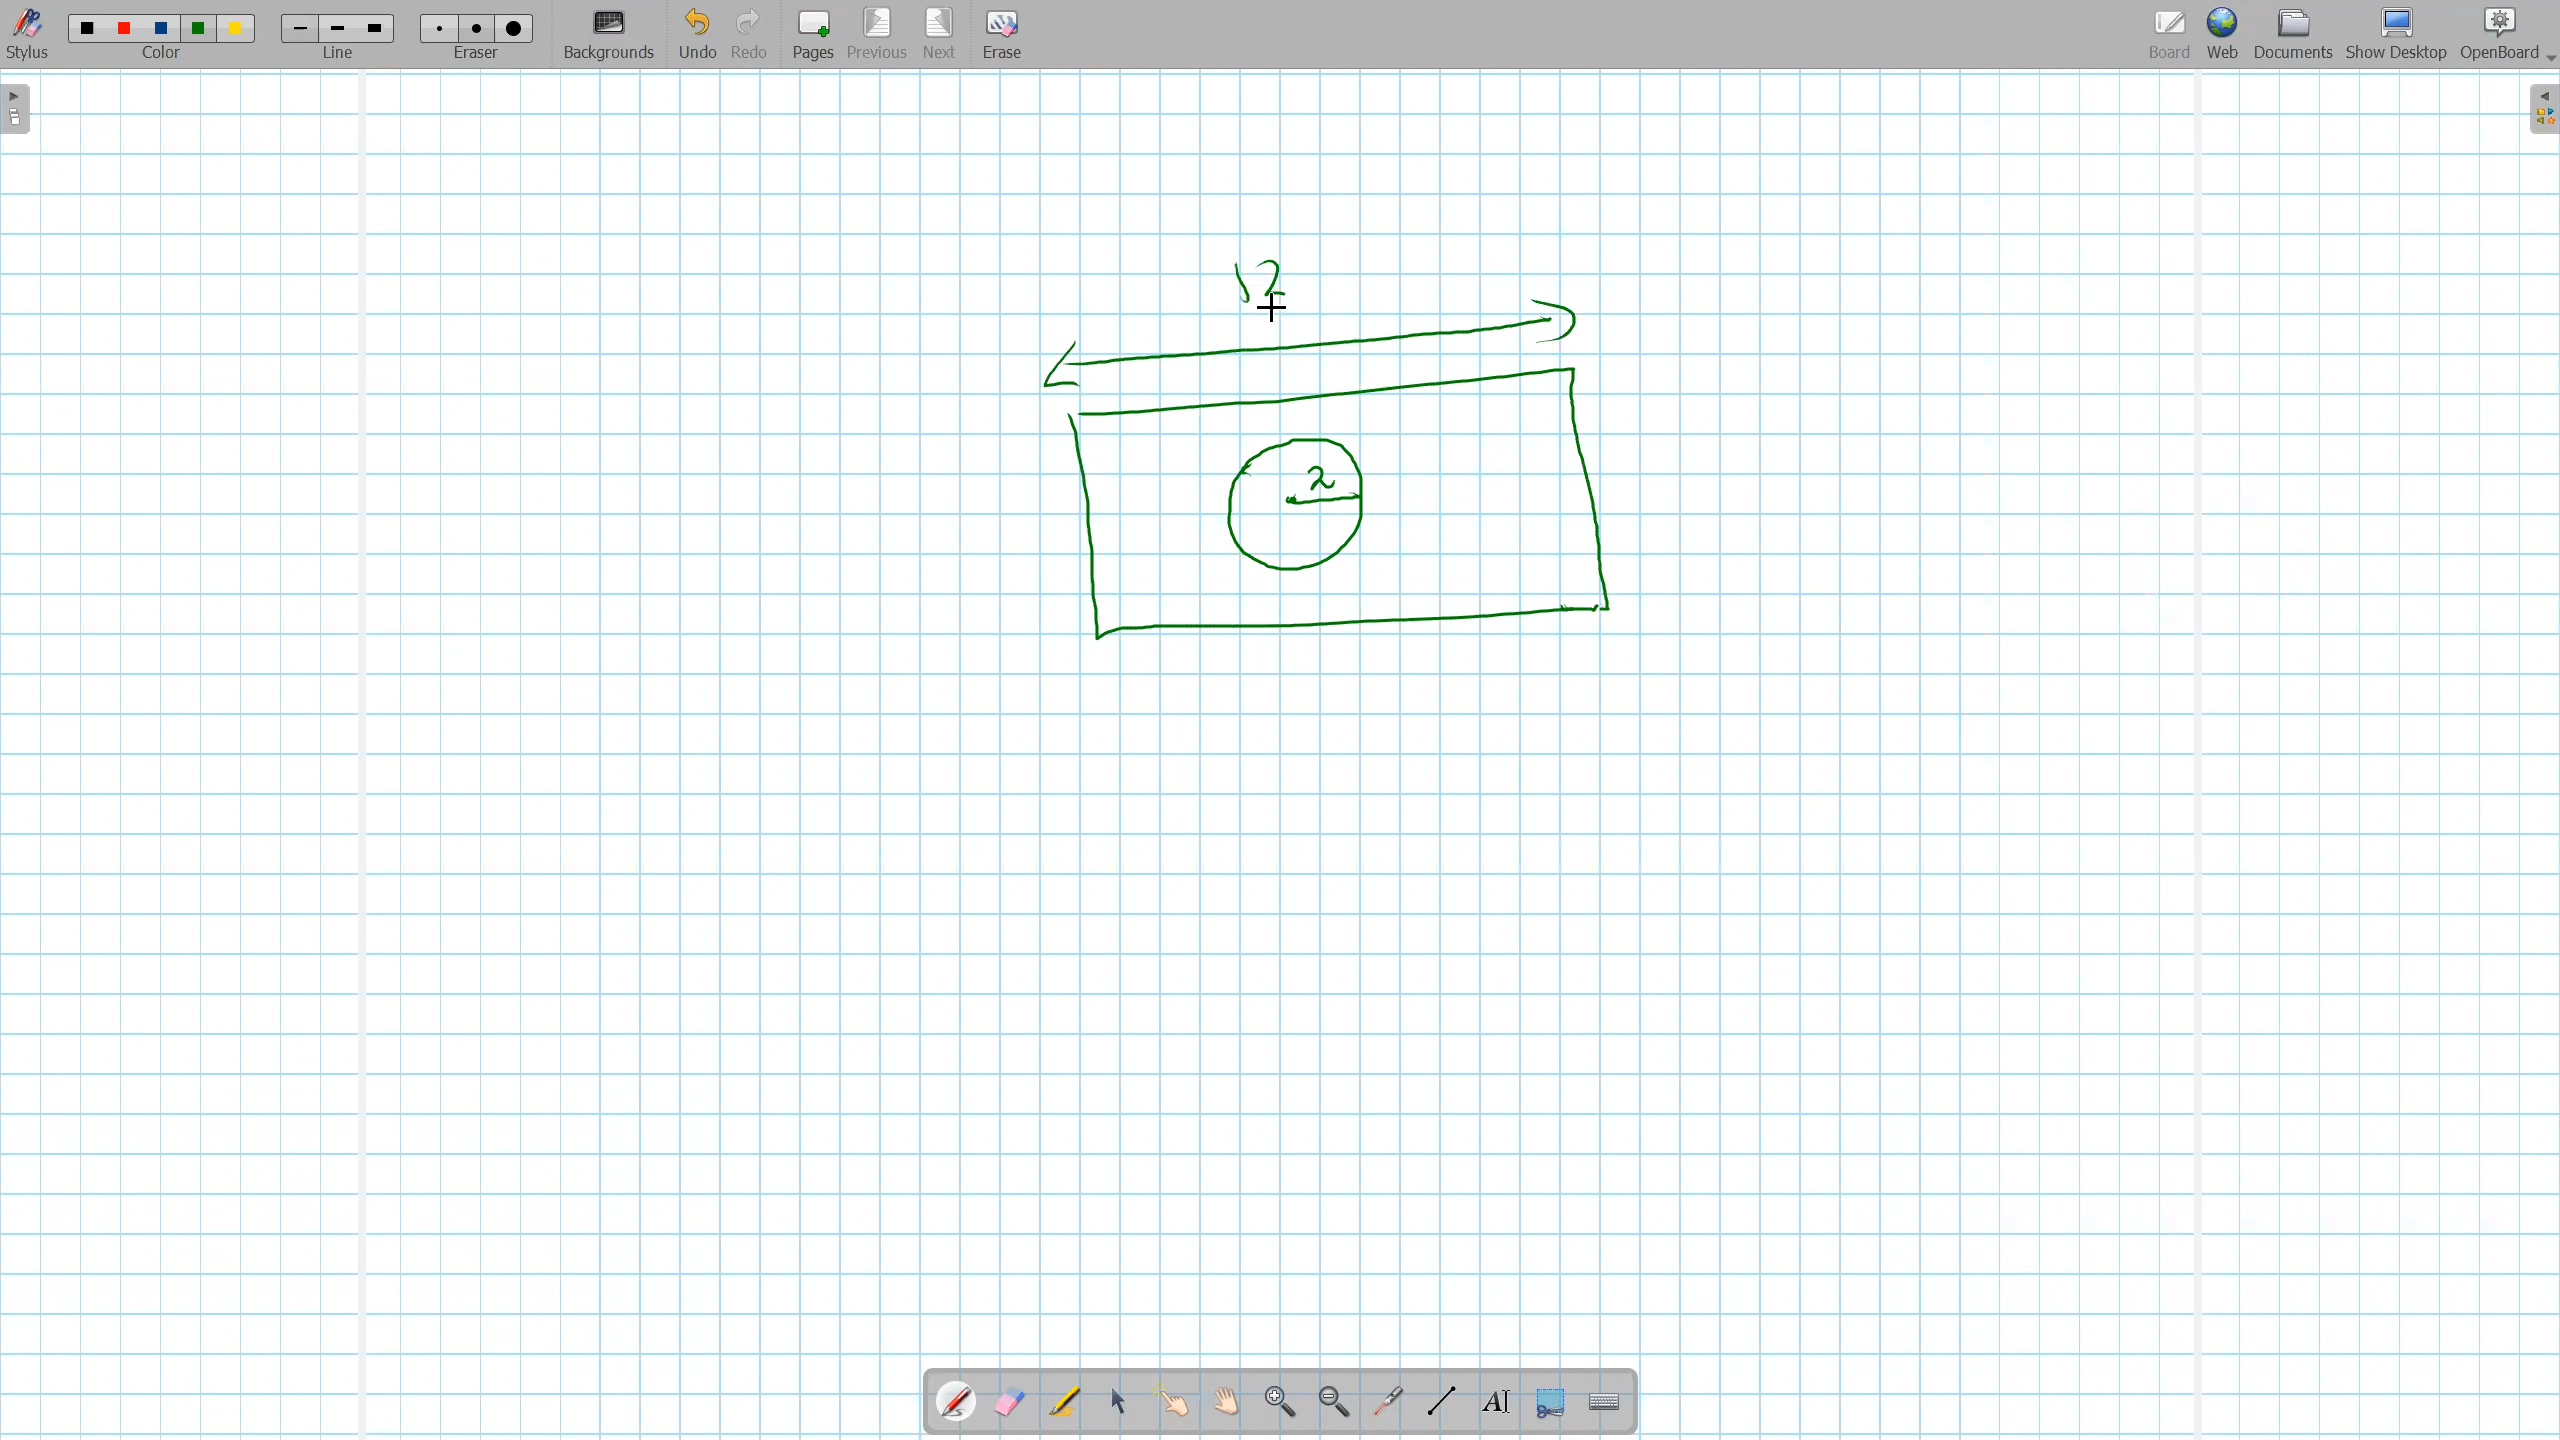 Stylus Color Line Eraser Backgrounds Undo Redo Pages Previous Next Erase Board Web Documents Show Desktop OpenBoard
12
2